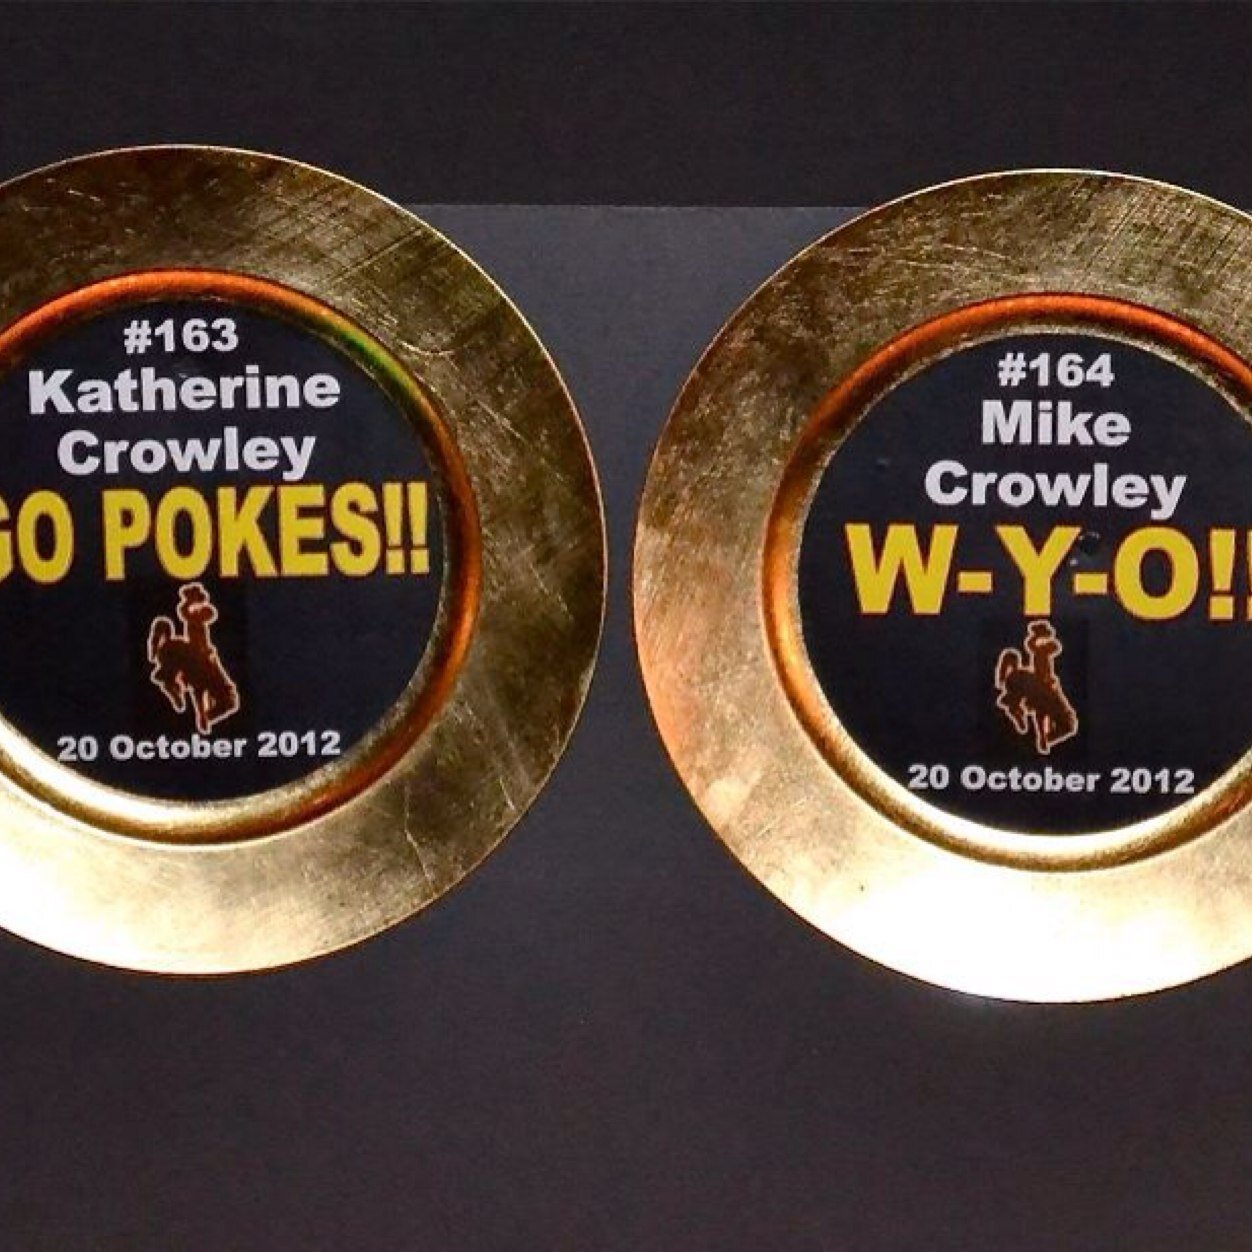 #163
Katherine
Crowley
GO POKES!!
20 October 2012
#164
Mike
Crowley
W-Y-O!!
20 October 2012